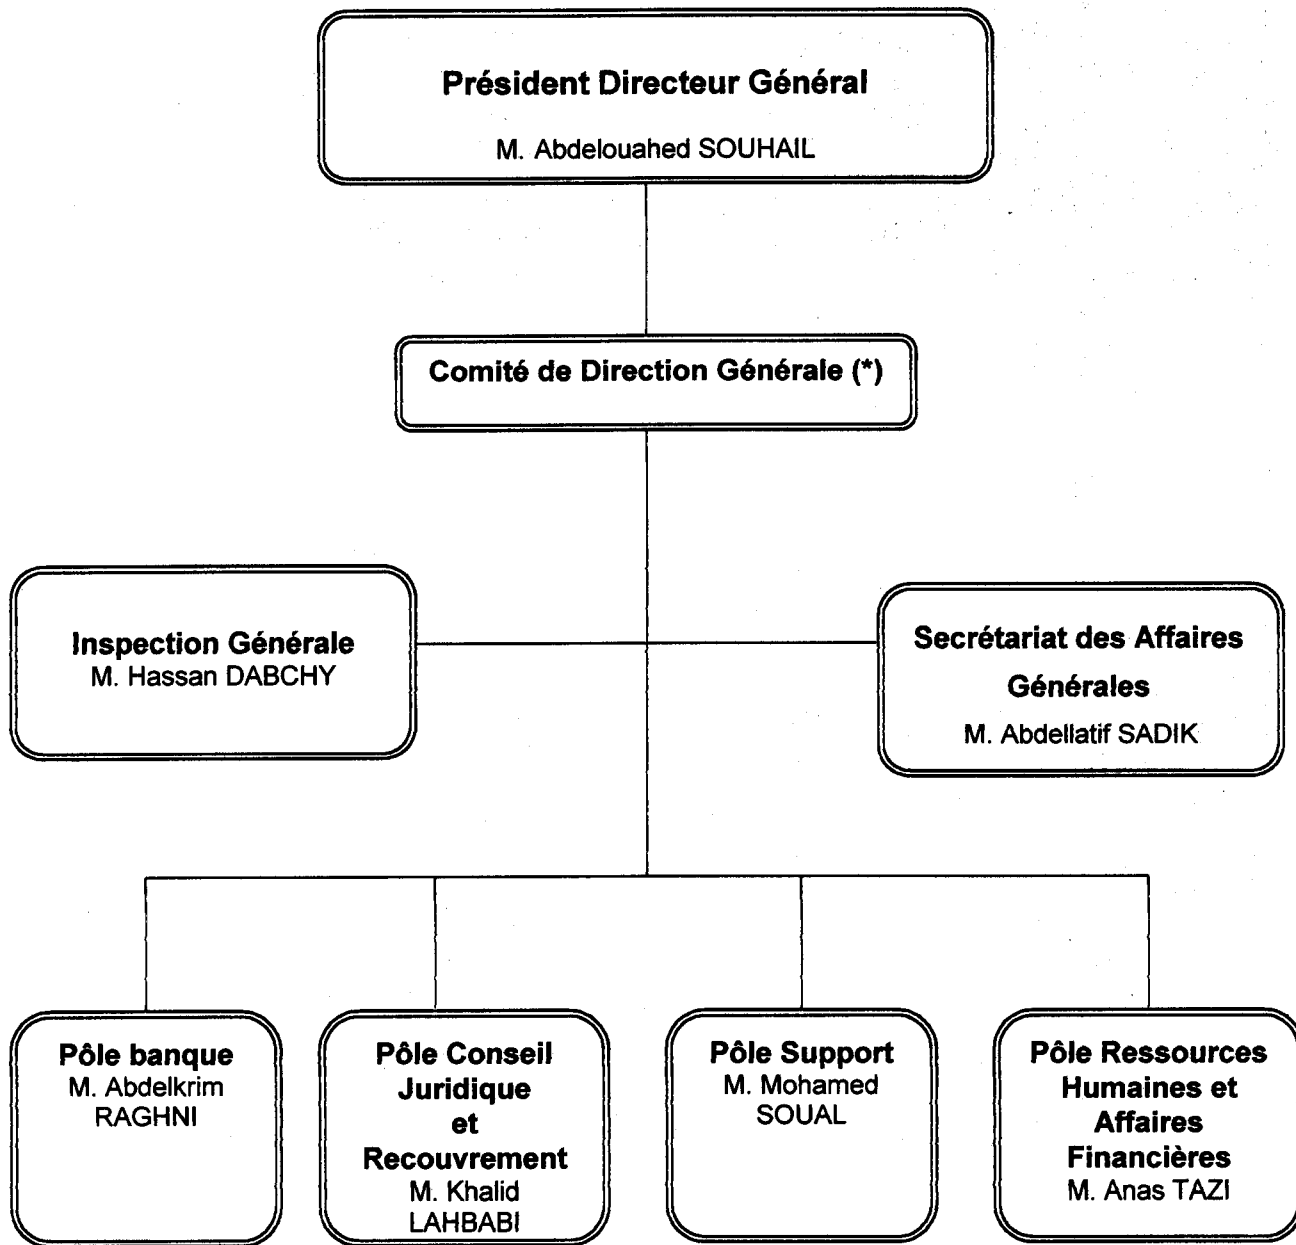 Président Directeur Général
M. Abdelouahed SOUHAIL
Comité de Direction Générale (*)
Inspection Générale
M. Hassan DABCHY
Secrétariat des Affaires
Générales
M. Abdellatif SADIK
Pôle banque
M. Abdelkrim
RAGHNI
Pôle Conseil
Juridique
et
Recouvrement
M. Khalid
LAHBABI
Pôle Support
M. Mohamed
SOUAL
Pôle Ressources
Humaines et
Affaires
Financières
M. Anas TAZI